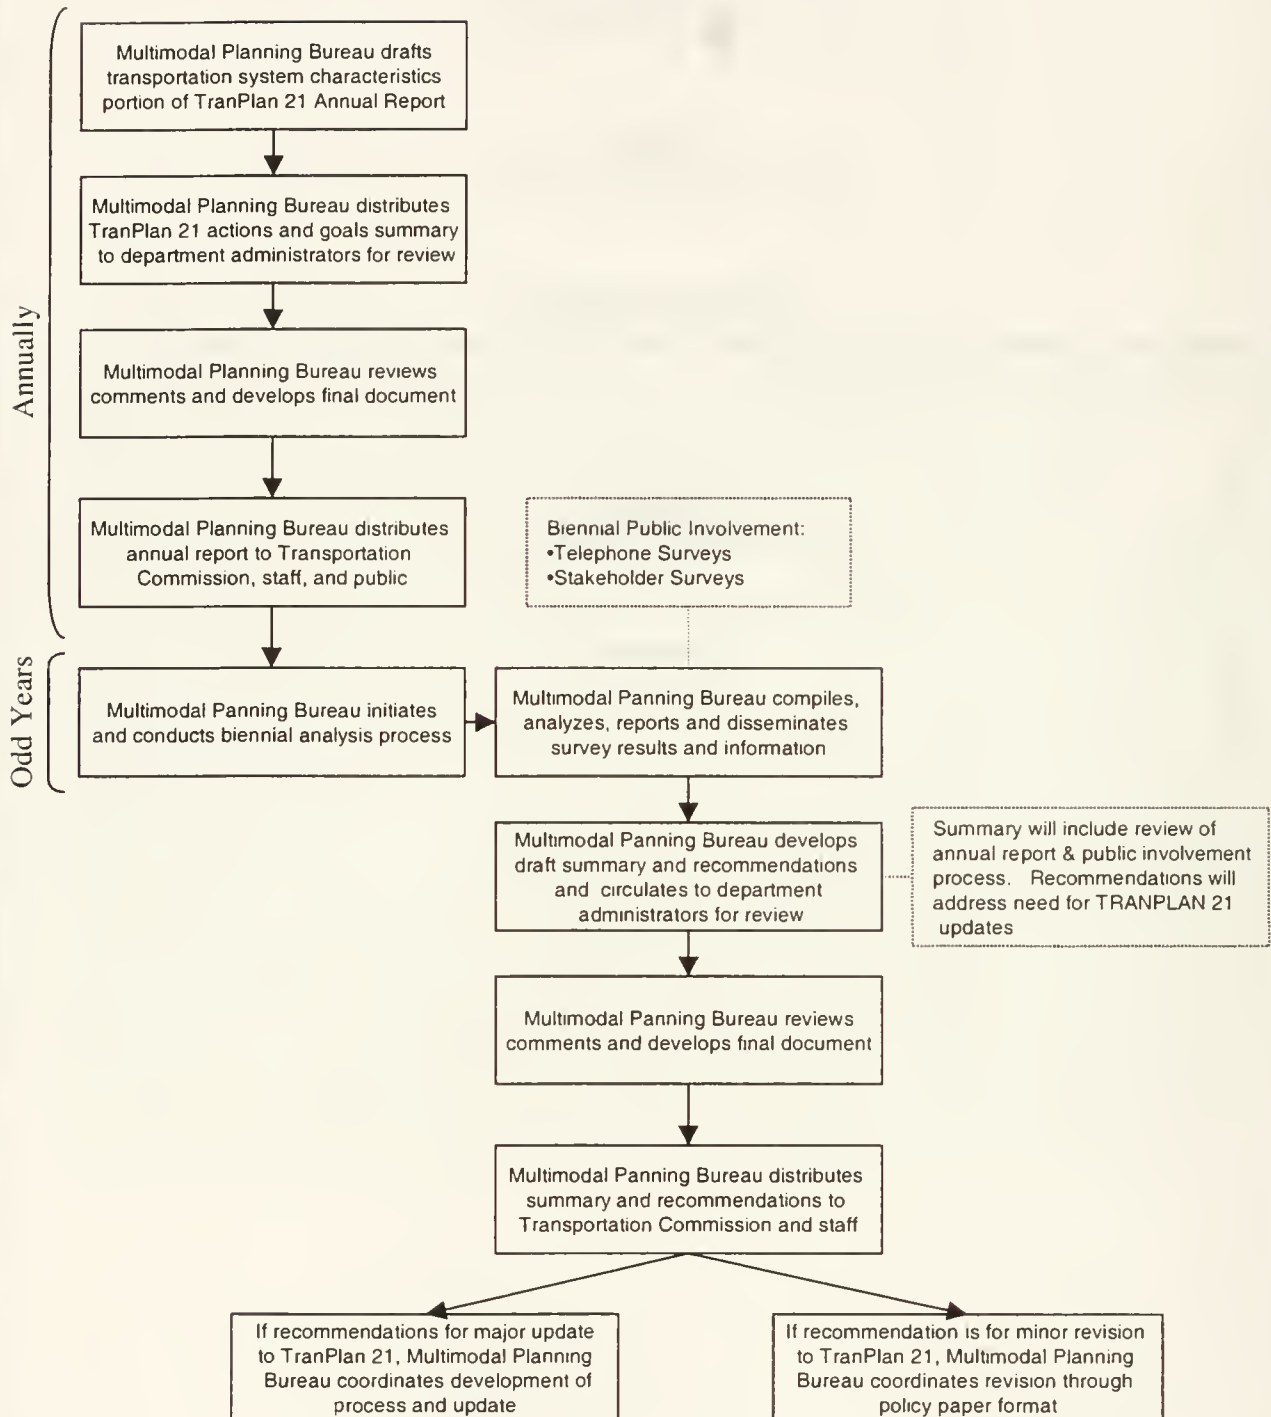 Multimodal Planning Bureau drafts
transportation system characteristics
portion of TranPlan 21 Annual Report
Multimodal Planning Bureau distributes
TranPlan 21 actions and goals summary
to department administrators for review
Annually
Multimodal Planning Bureau reviews
comments and develops final document
Multimodal Planning Bureau distributes
annual report to Transportation
Commission, staff, and public
Biennial Public Involvement:
•Telephone Surveys
•Stakeholder Surveys
Odd Years
Multimodal Panning Bureau initiates
and conducts biennial analysis process
Multimodal Panning Bureau compiles,
analyzes, reports and disseminates
survey results and information
Multimodal Panning Bureau develops
draft summary and recommendations
and circulates to department
administrators for review
Summary will include review of
annual report & public involvement
process. Recommendations will
address need for TRANPLAN 21
updates
Multimodal Panning Bureau reviews
comments and develops final document
Multimodal Panning Bureau distributes
summary and recommendations to
Transportation Commission and staff
If recommendations for major update
to TranPlan 21, Multimodal Planning
Bureau coordinates development of
process and update
If recommendation is for minor revision
to TranPlan 21, Multimodal Planning
Bureau coordinates revision through
policy paper format